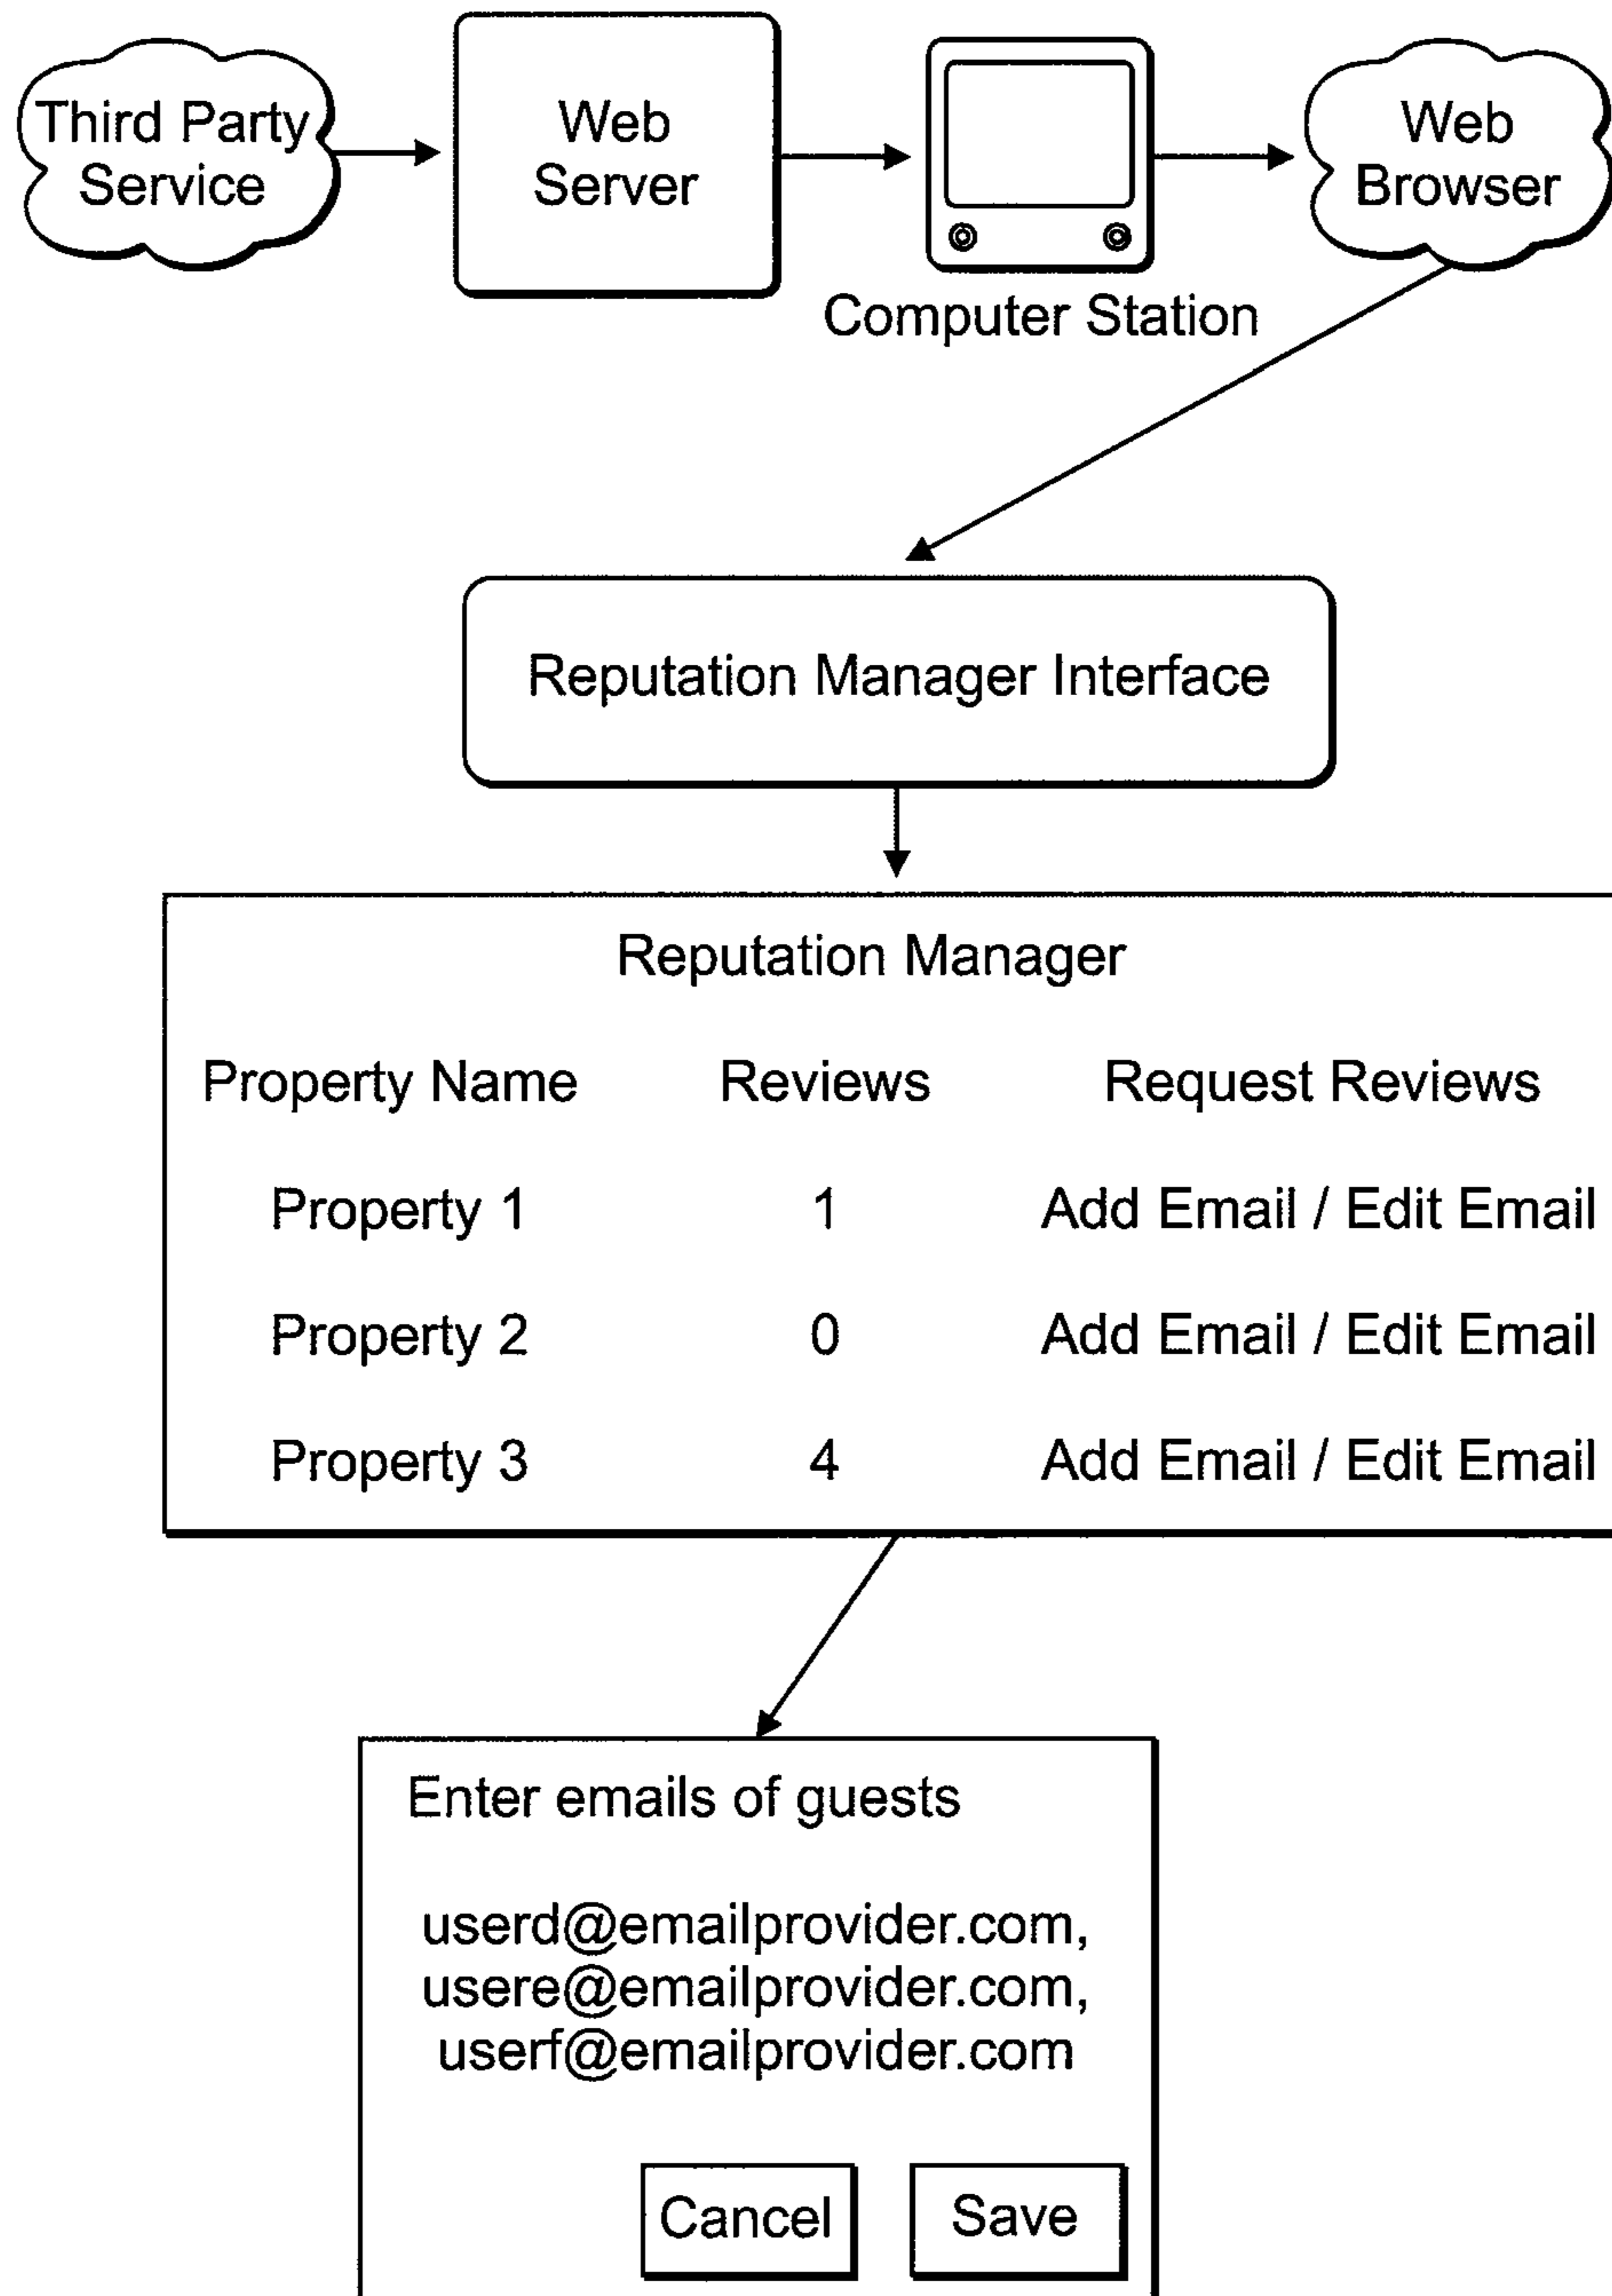 Third Party
Service
Web
Server
Computer Station
Web
Browser
Reputation Manager Interface
Reputation Manager
Property Name Reviews Request Reviews
Property 1 1 Add Email / Edit Email
Property 2 0 Add Email / Edit Email
Property 3 4 Add Email / Edit Email
Enter emails of guests
userd@emailprovider.com,
usere@emailprovider.com,
userf@emailprovider.com
Cancel Save